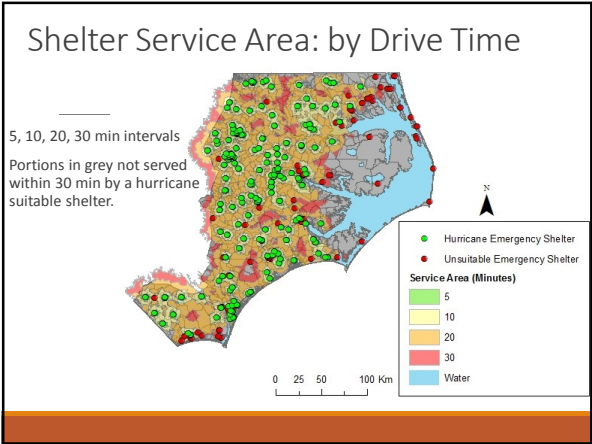 Shelter Service Area: by Drive Time
5, 10, 20, 30 min intervals
Portions in grey not served
within 30 min by a hurricane
suitable shelter.
N
Hurricane Emergency Shelter
Unsuitable Emergency Shelter
Service Area (Minutes)
5
10
20
30
Water
0 25 50 100 Km